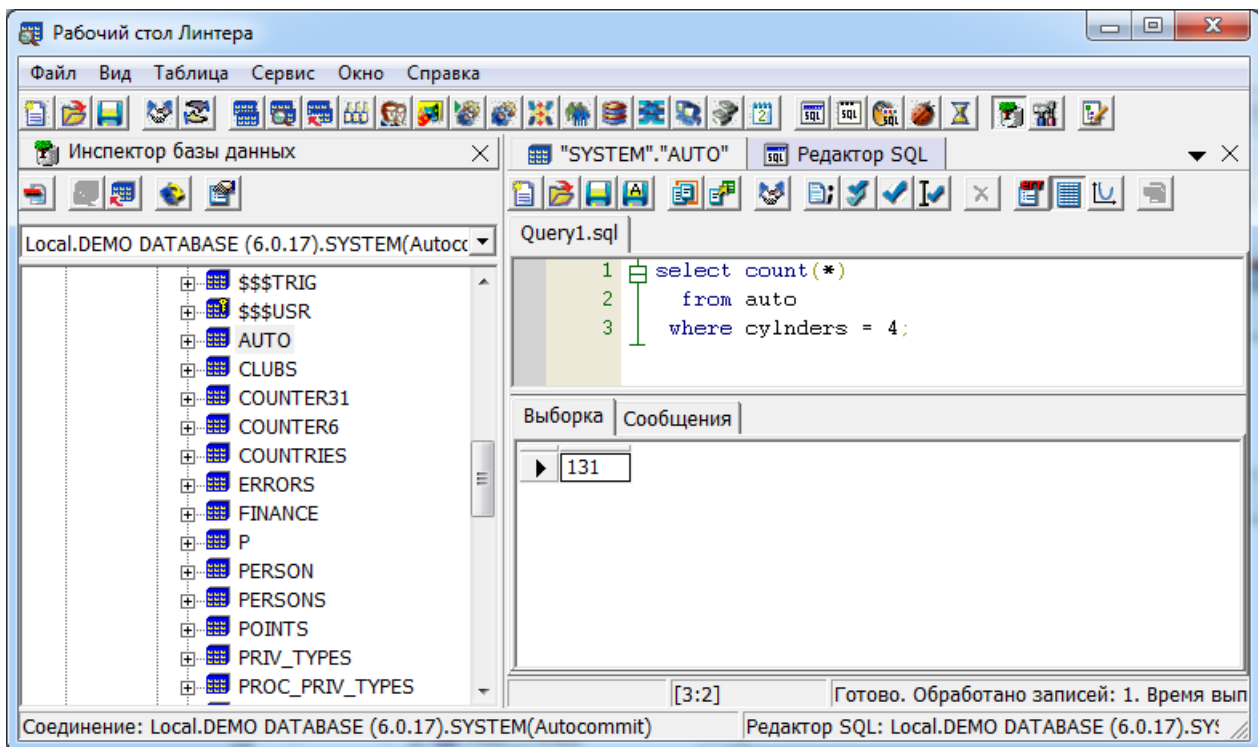 Рабочий стол Линтера
Файл Вид Таблица Сервис Окно Справка
Инспектор базы данных
"SYSTEM"."AUTO" Редактор SQL
Local.DEMO DATABASE (6.0.17).SYSTEM(Autocc
Query1.sql
$$$TRIG
$$$USR
AUTO
CLUBS
COUNTER31
COUNTER6
COUNTRIES
ERRORS
FINANCE
P
PERSON
PERSONS
POINTS
PRIV_TYPES
PROC_PRIV_TYPES
1 select count(*)
2 from auto
3 where cylnders = 4;
Выборка Сообщения
131
[3:2] Готово. Обработано записей: 1. Время вып
Соединение: Local.DEMO DATABASE (6.0.17).SYSTEM(Autocommit) Редактор SQL: Local.DEMO DATABASE (6.0.17).SY